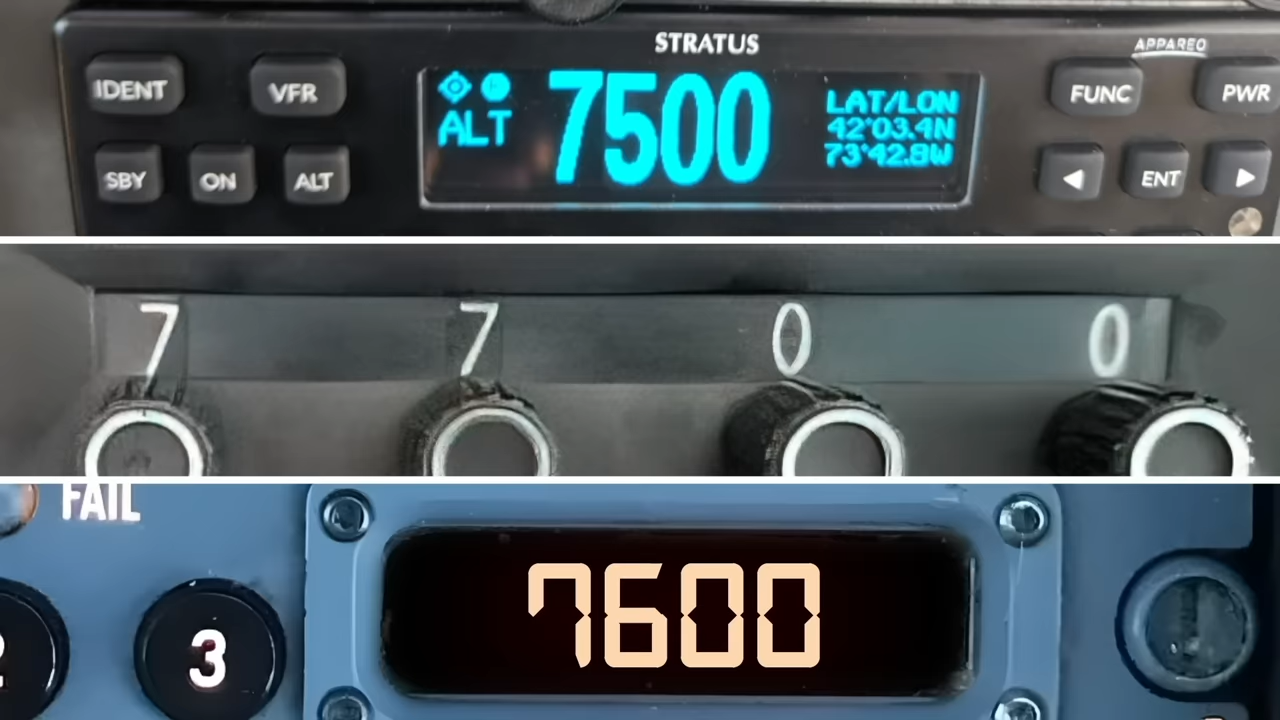 STRATUS
APPAREO
IDENT VFR 7500 LAT/LON FUNC PWR
ALT 42°03.4N
73°42.8W
SBY ON ALT ENT
7 7 0 0
FAIL
7600
2 3